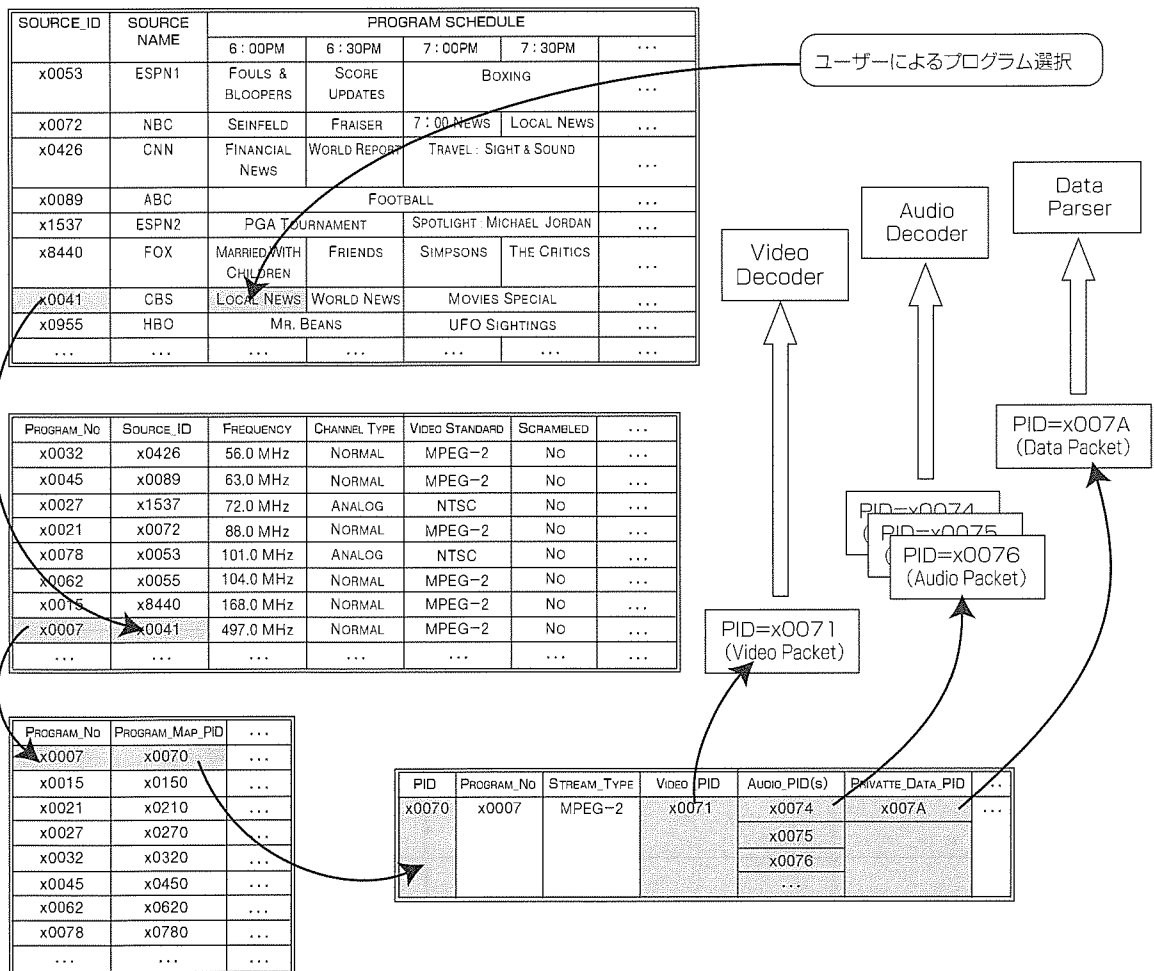 SOURCE_ID SOURCE NAME PROGRAM SCHEDULE
6:00PM 6:30PM 7:00PM 7:30PM ...
x0053 ESPN1 FOULS & BLOOPERS SCORE UPDATES BOXING ...
x0072 NBC SEINFELD FRAISER 7:00 NEWS LOCAL NEWS ...
x0426 CNN FINANCIAL NEWS WORLD REPORT TRAVEL : SIGHT & SOUND ...
x0089 ABC FOOTBALL ...
x1537 ESPN2 PGA TOURNAMENT SPOTLIGHT : MICHAEL JORDAN ...
x8440 FOX MARRIED WITH CHILDREN FRIENDS SIMPSONS THE CRITICS ...
x0041 CBS LOCAL NEWS WORLD NEWS MOVIES SPECIAL ...
x0955 HBO MR. BEANS UFO SIGHTINGS ...
... ... ... ... ... ... ...
ユーザーによるプログラム選択
Video Decoder
Audio Decoder
Data Parser
PROGRAM_NO SOURCE_ID FREQUENCY CHANNEL TYPE VIDEO STANDARD SCRAMBLED ...
x0032 x0426 56.0 MHz NORMAL MPEG-2 NO ...
x0045 x0089 63.0 MHz NORMAL MPEG-2 NO ...
x0027 x1537 72.0 MHz ANALOG NTSC NO ...
x0021 x0072 88.0 MHz NORMAL MPEG-2 NO ...
x0078 x0053 101.0 MHz ANALOG NTSC NO ...
x0062 x0055 104.0 MHz NORMAL MPEG-2 NO ...
x0015 x8440 168.0 MHz NORMAL MPEG-2 NO ...
x0007 x0041 497.0 MHz NORMAL MPEG-2 NO ...
... ... ... ... ... ... ...
PID=x007A
(Data Packet)
PID=x0074
PID=x0075
PID=x0076
(Audio Packet)
PID=x0071
(Video Packet)
PROGRAM_NO PROGRAM_MAP_PID ...
x0007 x0070 ...
x0015 x0150 ...
x0021 x0210 ...
x0027 x0270 ...
x0032 x0320 ...
x0045 x0450 ...
x0062 x0620 ...
x0078 x0780 ...
... ... ...
PID PROGRAM_NO STREAM_TYPE VIDEO_PID AUDIO_PID(s) PRIVATTE_DATA_PID ...
x0070 x0007 MPEG-2 x0071 x0074 x007A ...
x0075
x0076
...